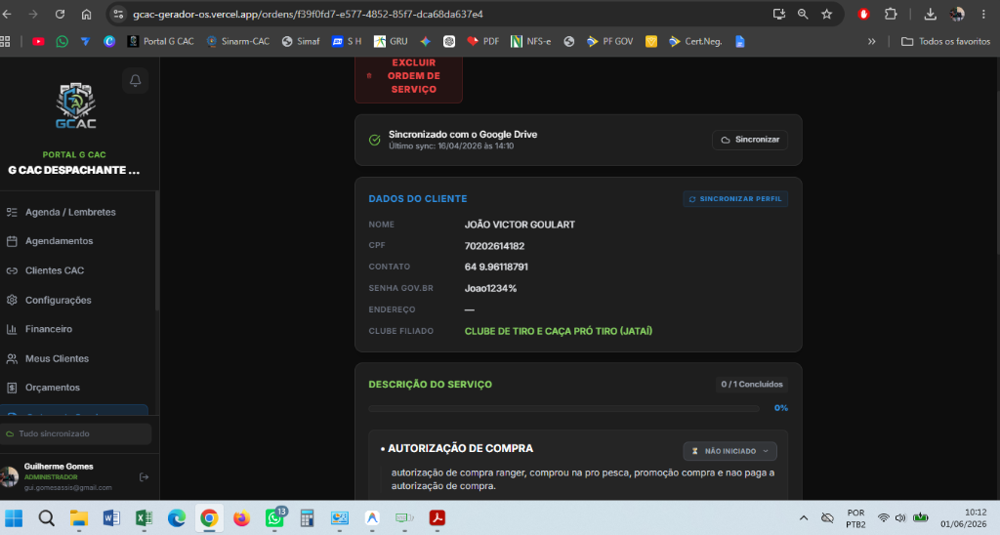 gcac-gerador-os.vercel.app/ordens/f39f0fd7-e577-4852-85f7-dca68da637e4
Portal G CAC
Sinarm-CAC
Simaf
S H
GRU
PDF
NFS-e
PF GOV
Cert.Neg.
Todos os favoritos
GCAC
PORTAL G CAC
G CAC DESPACHANTE ...
Agenda / Lembretes
Agendamentos
Clientes CAC
Configurações
Financeiro
Meus Clientes
Orçamentos
Tudo sincronizado
Guilherme Gomes
ADMINISTRADOR
gui.gomesassis@gmail.com
EXCLUIR
ORDEM DE
SERVIÇO
Sincronizado com o Google Drive
Último sync: 16/04/2026 às 14:10
Sincronizar
DADOS DO CLIENTE
SINCRONIZAR PERFIL
NOME JOÃO VICTOR GOULART
CPF 70202614182
CONTATO 64 9.96118791
SENHA GOV.BR Joao1234%
ENDEREÇO —
CLUBE FILIADO CLUBE DE TIRO E CAÇA PRÓ TIRO (JATAÍ)
DESCRIÇÃO DO SERVIÇO
0 / 1 Concluídos
0%
• AUTORIZAÇÃO DE COMPRA
NÃO INICIADO
autorização de compra ranger, comprou na pro pesca, promoção compra e nao paga a
autorização de compra.
13
POR
PTB2
10:12
01/06/2026